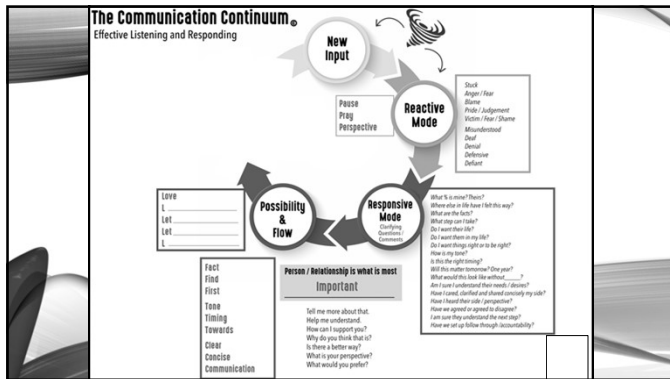 The Communication Continuum
Effective Listening and Responding
New
Input
Pause
Pray
Perspective
Reactive
Mode
Stuck
Anger / Fear
Blame
Pride / Judgement
Victim / Fear / Shame
Misunderstood
Deaf
Denial
Defensive
Defiant
Love
L ________________
Let ______________
Let ______________
L ________________
Possibility
&
Flow
Responsive
Mode
Clarifying
Questions /
Comments
What % is mine? Theirs?
Where else in life have I felt this way?
What are the facts?
What step can I take?
Do I want their life?
Do I want them in my life?
Do I want things right or to be right?
How is my tone?
Is this the right timing?
Will this matter tomorrow? One year?
What would this look like without_____?
Am I sure I understand their needs / desires?
Have I cared, clarified and shared concisely my side?
Have I heard their side / perspective?
Have we agreed or agreed to disagree?
I am sure they understand the next step?
Have we set up follow through /accountability?
Fact
Find
First
Tone
Timing
Towards
Clear
Concise
Communication
Person / Relationship is what is most
Important
Tell me more about that.
Help me understand.
How can I support you?
Why do you think that is?
Is there a better way?
What is your perspective?
What would you prefer?